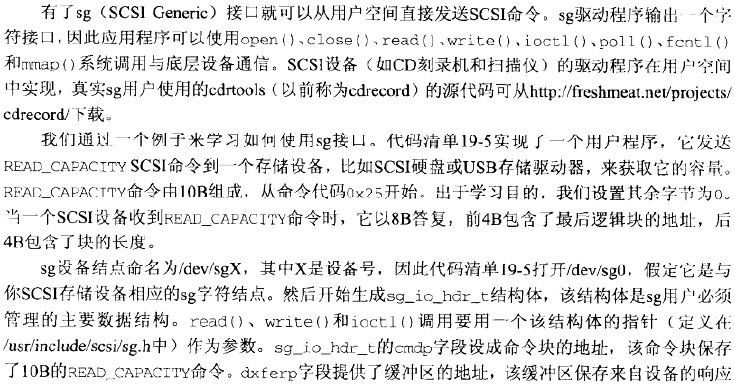 有了sg（SCSI Generic）接口就可以从用户空间直接发送SCSI命令。sg驱动程序输出一个字
符接口，因此应用程序可以使用open()、close()、read()、write()、ioctl()、poll()、fcntl()
和mmap()系统调用与底层设备通信。SCSI设备（如CD刻录机和扫描仪）的驱动程序在用户空间
中实现，真实sg用户使用的cdrtools（以前称为cdrecord）的源代码可从http://freshmeat.net/projects/
cdrecord/下载。
我们通过一个例子来学习如何使用sg接口。代码清单19-5实现了一个用户程序，它发送
READ_CAPACITY SCSI命令到一个存储设备，比如SCSI硬盘或USB存储驱动器，来获取它的容量。
READ_CAPACITY命令由10B组成，从命令代码0x25开始。出于学习目的，我们设置其余字节为0。
当一个SCSI设备收到READ_CAPACITY命令时，它以8B答复，前4B包含了最后逻辑块的地址，后
4B包含了块的长度。
sg设备结点命名为/dev/sgX，其中X是设备号，因此代码清单19-5打开/dev/sg0，假定它是与
你SCSI存储设备相应的sg字符结点。然后开始生成sg_io_hdr_t结构体，该结构体是sg用户必须
管理的主要数据结构。read()、write()和ioctl()调用要用一个该结构体的指针（定义在
/usr/include/scsi/sg.h中）作为参数。sg_io_hdr_t的cmdp字段设成命令块的地址，该命令块保存
了10B的READ_CAPACITY命令。dxferp字段提供了缓冲区的地址，该缓冲区保存来自设备的响应